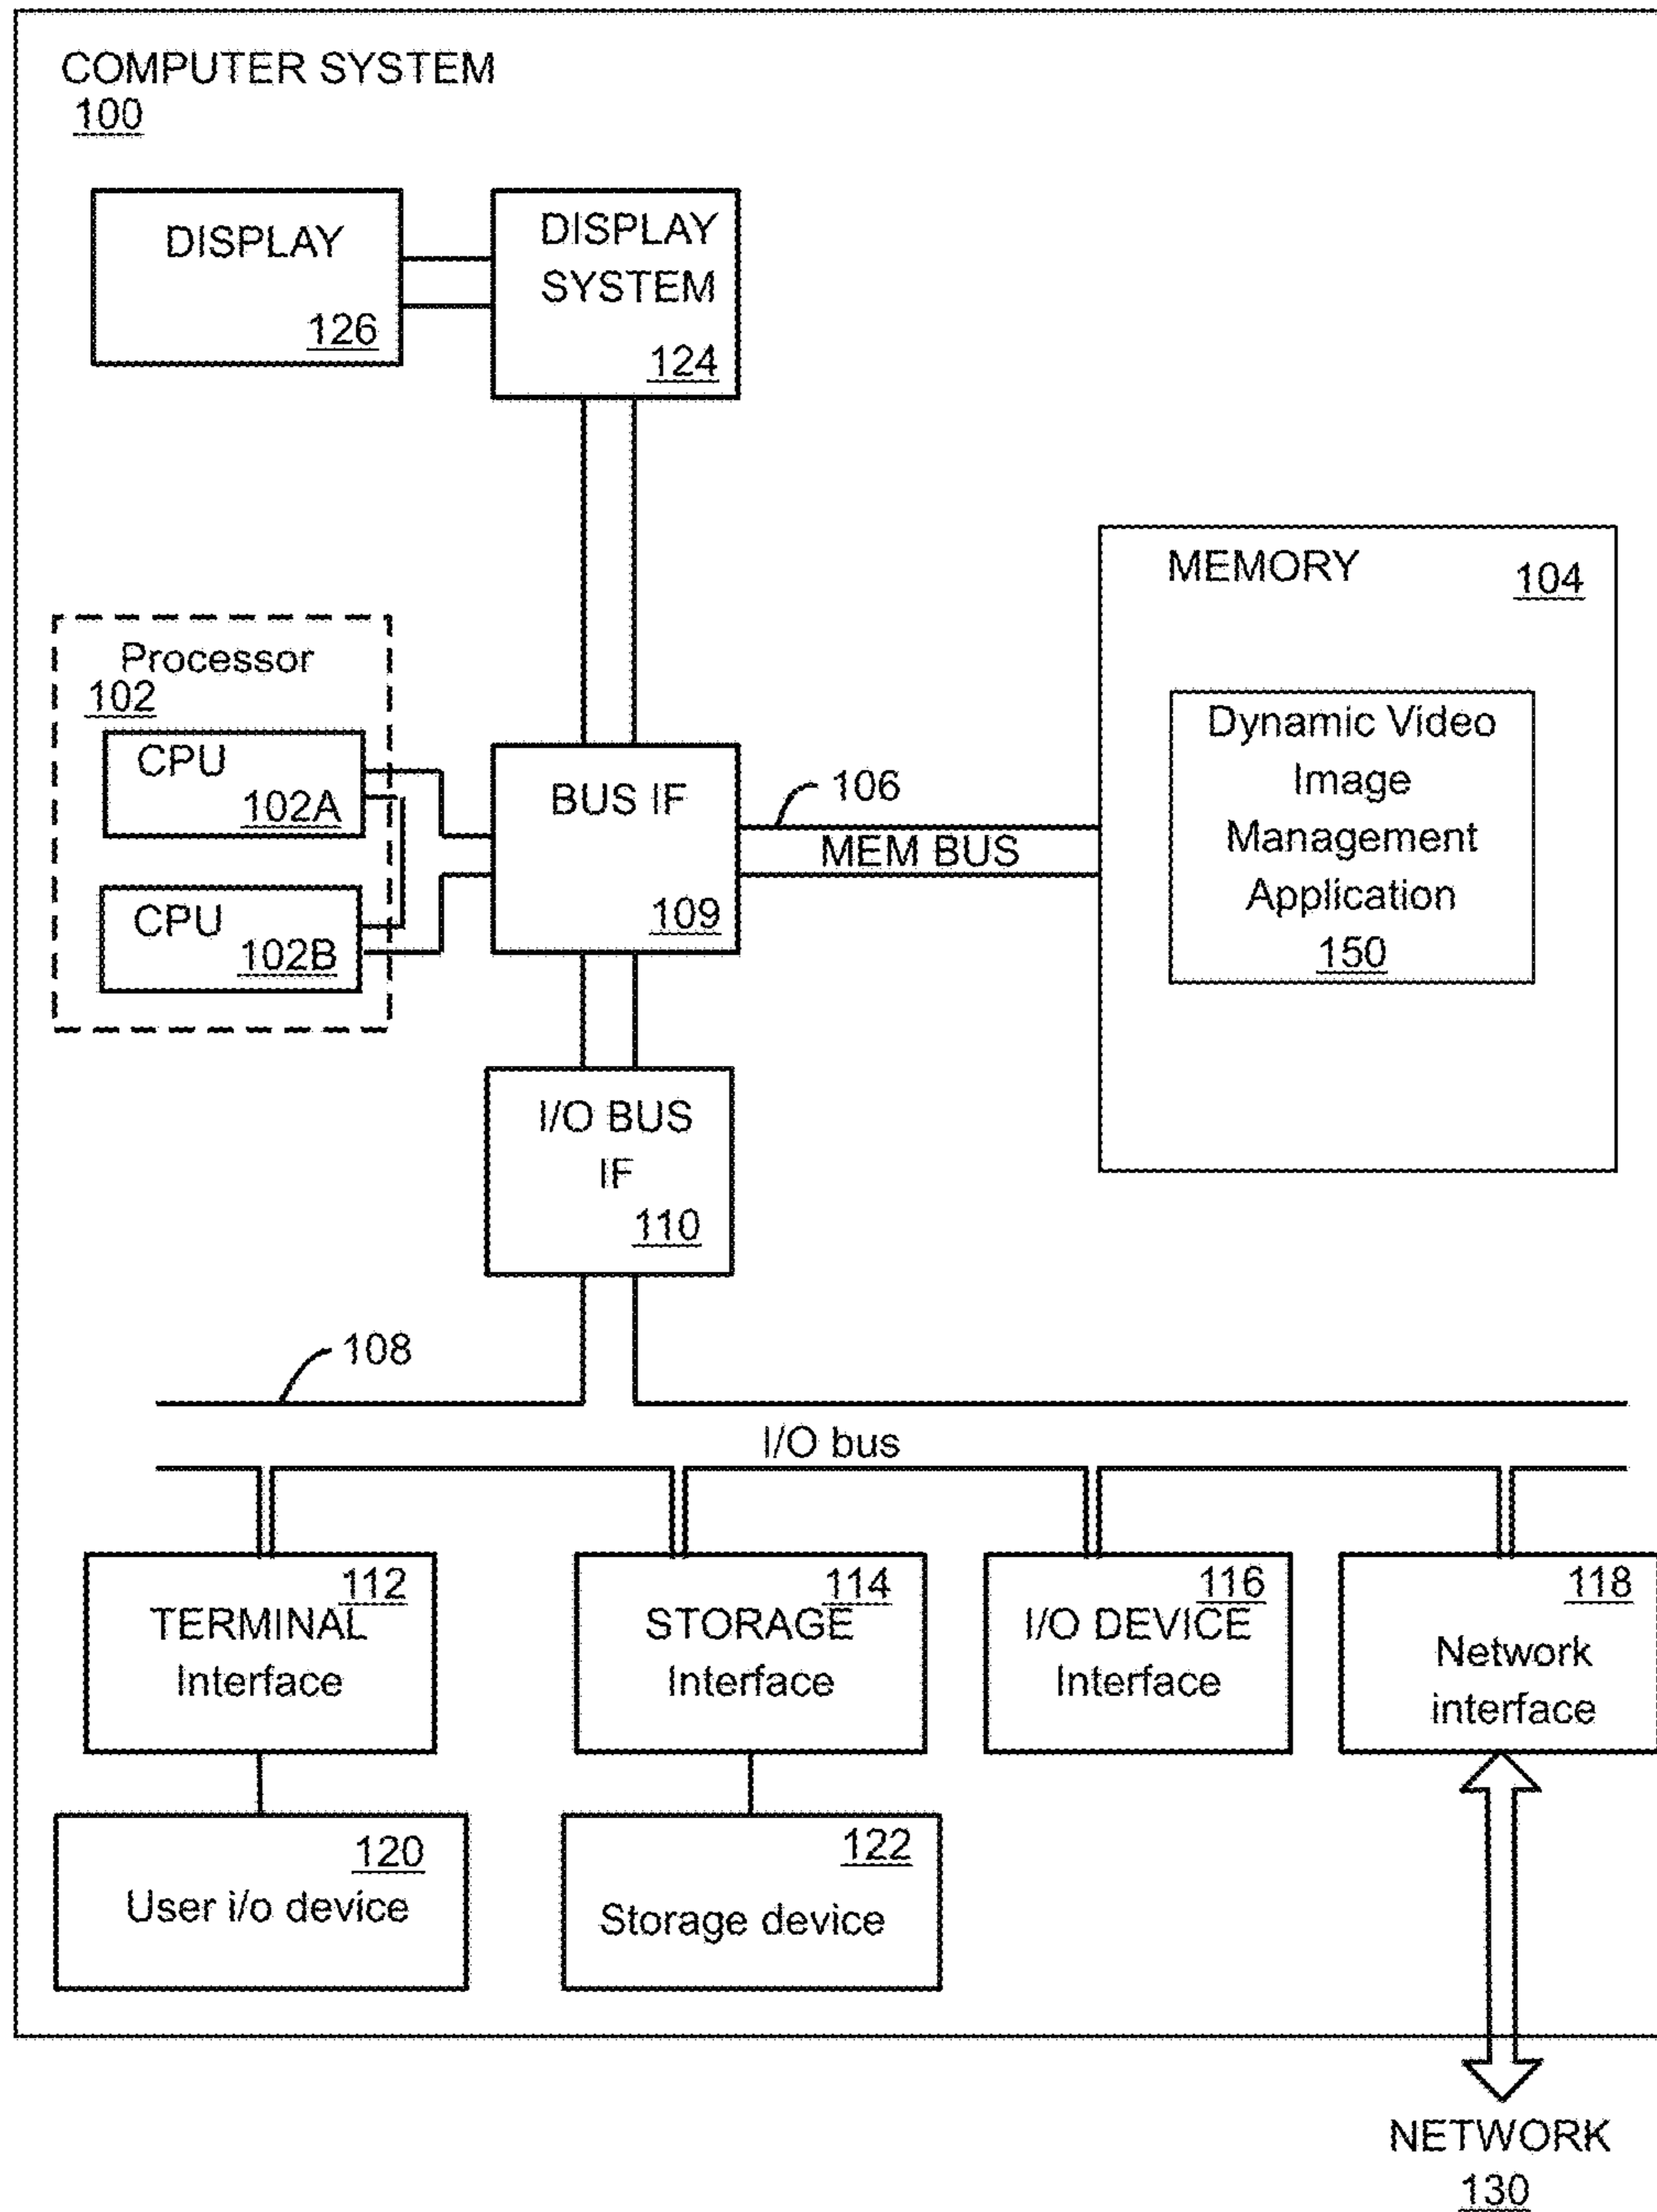 COMPUTER SYSTEM
100
DISPLAY
126
DISPLAY
SYSTEM
124
Processor
102
CPU
102A
CPU
102B
BUS IF
109
106
MEM BUS
MEMORY
104
Dynamic Video
Image
Management
Application
150
I/O BUS
IF
110
108
I/O bus
112
TERMINAL
Interface
114
STORAGE
Interface
116
I/O DEVICE
Interface
118
Network
interface
120
User i/o device
122
Storage device
NETWORK
130